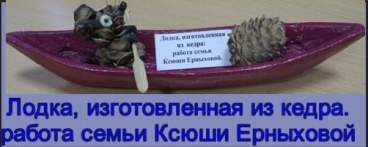 Лодка, изготовленная
из кедра:
работа семьи
Ксюши Ерныховой.
Лодка, изготовленная из кедра.
работа семьи Ксюши Ерныховой